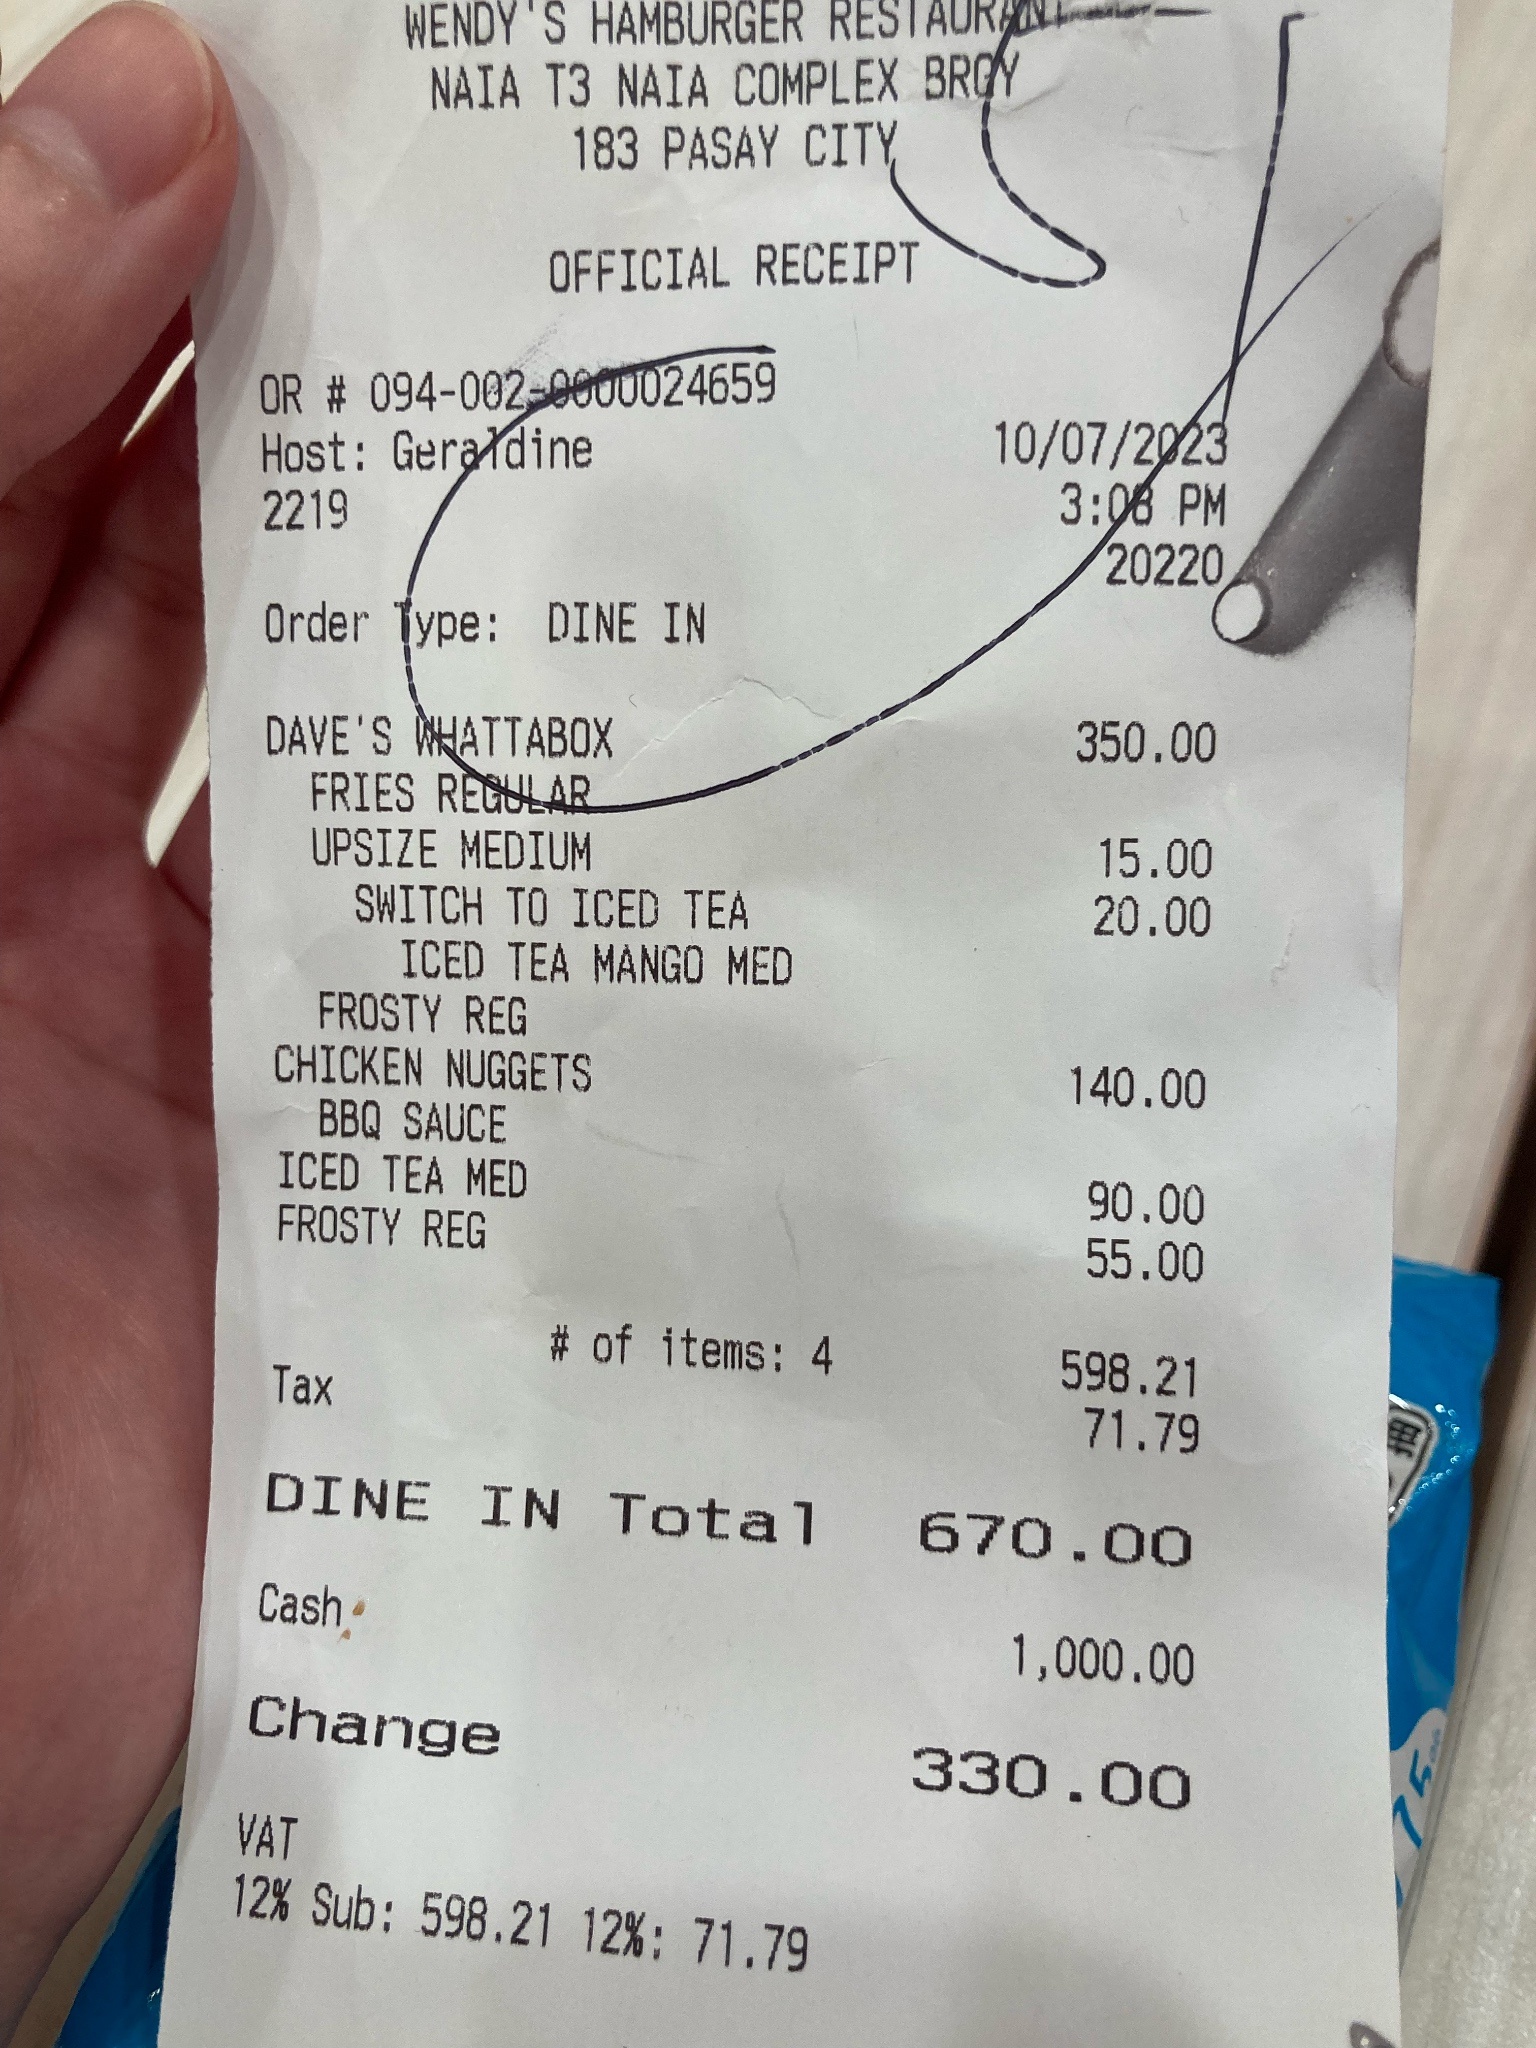 WENDY'S HAMBURGER RESTAURANT
NAIA T3 NAIA COMPLEX BRGY
183 PASAY CITY
OFFICIAL RECEIPT
OR # 094-002-0000024659
Host: Geraldine 10/07/2023
2219 3:08 PM
20220
Order Type: DINE IN
DAVE'S WHATTABOX 350.00
FRIES REGULAR
UPSIZE MEDIUM 15.00
SWITCH TO ICED TEA 20.00
ICED TEA MANGO MED
FROSTY REG
CHICKEN NUGGETS 140.00
BBQ SAUCE
ICED TEA MED 90.00
FROSTY REG 55.00
# of items: 4 598.21
Tax 71.79
DINE IN Total 670.00
Cash 1,000.00
Change 330.00
VAT
12% Sub: 598.21 12%: 71.79
抽